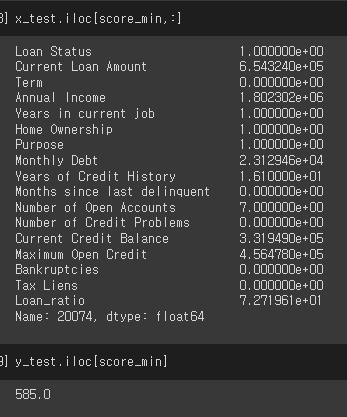 ] x_test.iloc[score_min,:]
Loan Status 1.000000e+00
Current Loan Amount 6.543240e+05
Term 0.000000e+00
Annual Income 1.802302e+06
Years in current job 1.000000e+00
Home Ownership 1.000000e+00
Purpose 1.000000e+00
Monthly Debt 2.312946e+04
Years of Credit History 1.610000e+01
Months since last delinquent 0.000000e+00
Number of Open Accounts 7.000000e+00
Number of Credit Problems 0.000000e+00
Current Credit Balance 3.319490e+05
Maximum Open Credit 4.564780e+05
Bankruptcies 0.000000e+00
Tax Liens 0.000000e+00
Loan_ratio 7.271961e+01
Name: 20074, dtype: float64
] y_test.iloc[score_min]
585.0